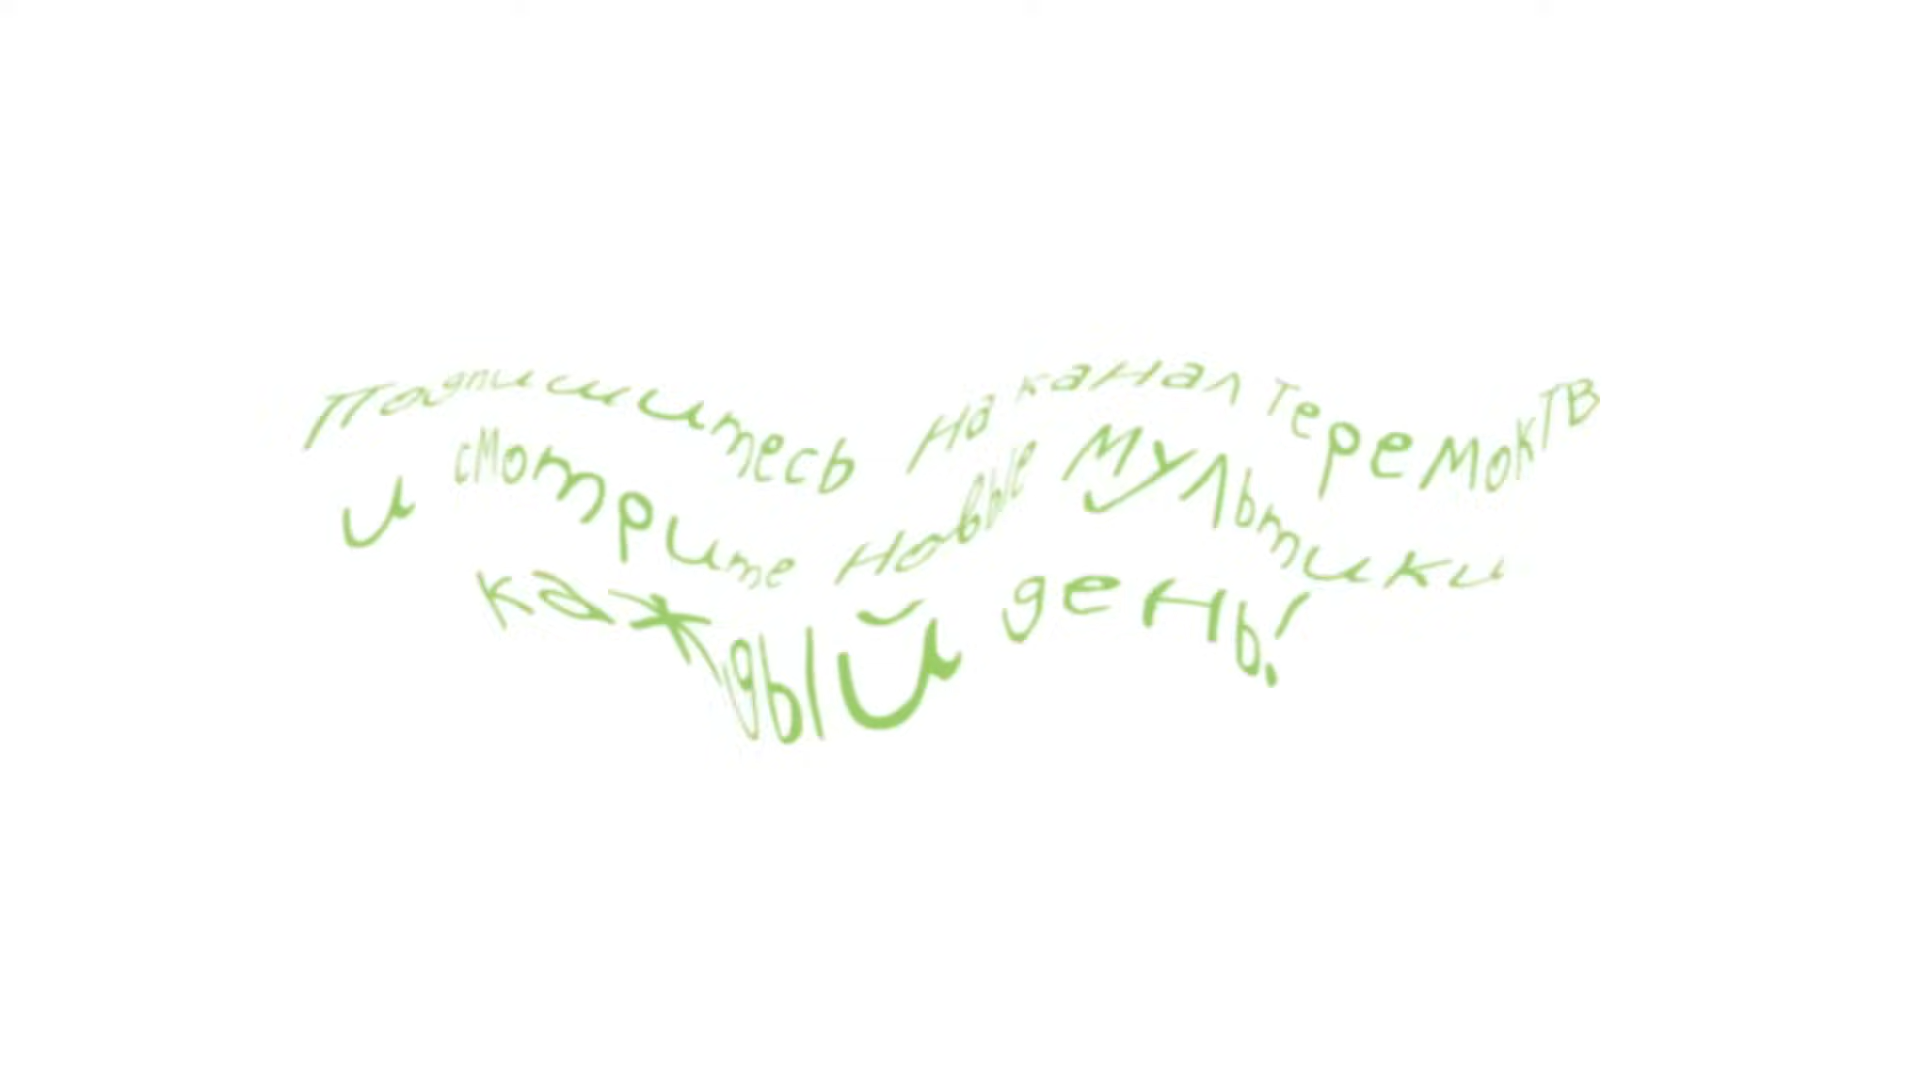 Подпишитесь на канал ТеремокТВ
и смотрите новые мультики
каждый день!